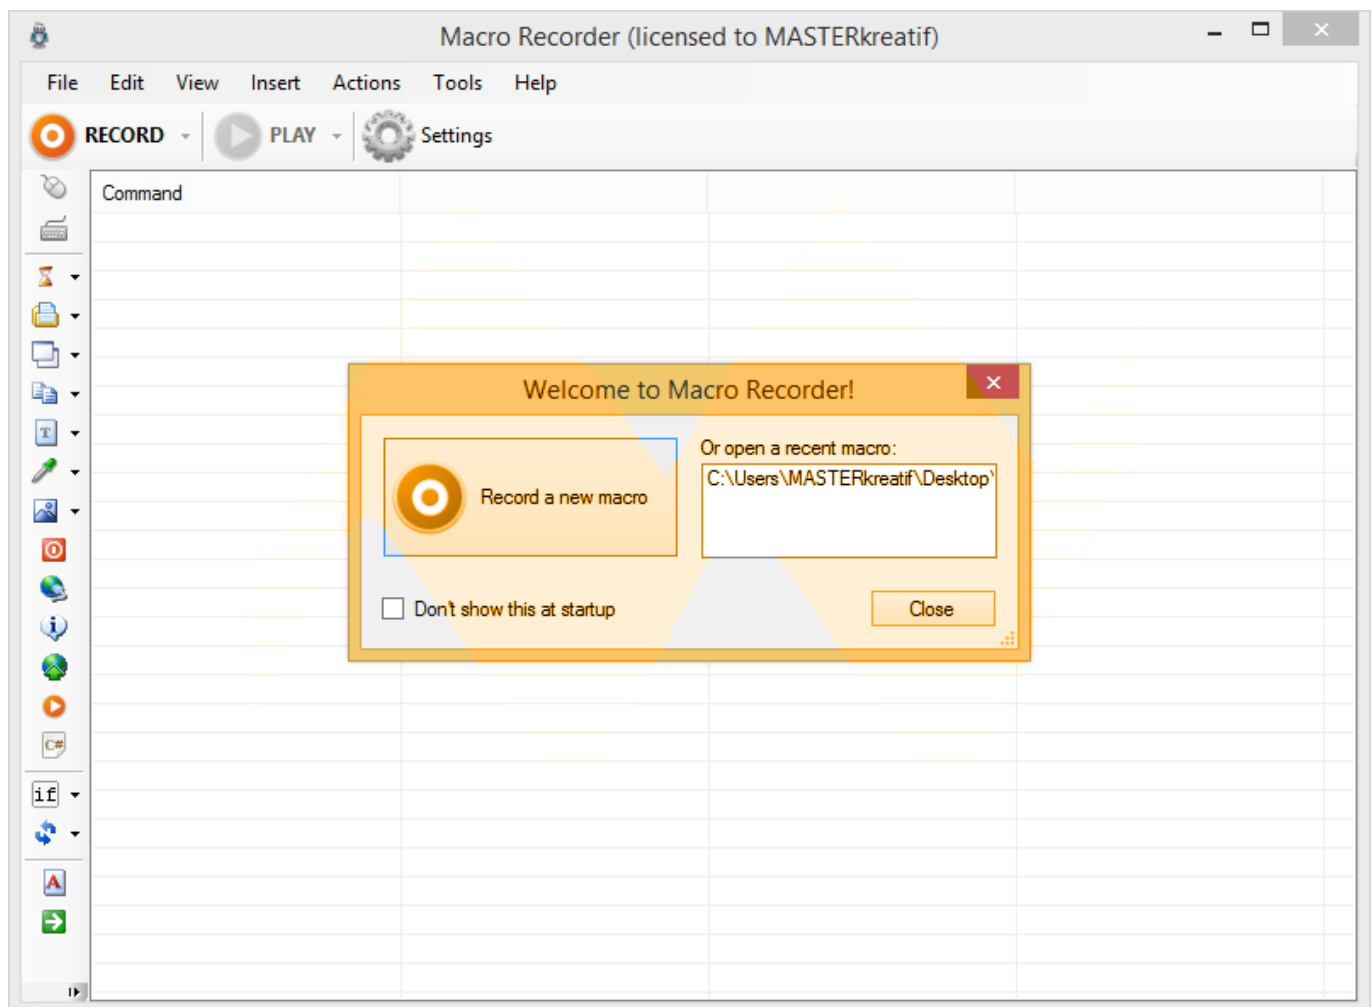 Macro Recorder (licensed to MASTERkreatif)
File Edit View Insert Actions Tools Help
RECORD PLAY Settings
Command
Welcome to Macro Recorder!
Or open a recent macro:
C:\Users\MASTERkreatif\Desktop\
Record a new macro
Don't show this at startup
Close
T
C#
if
A